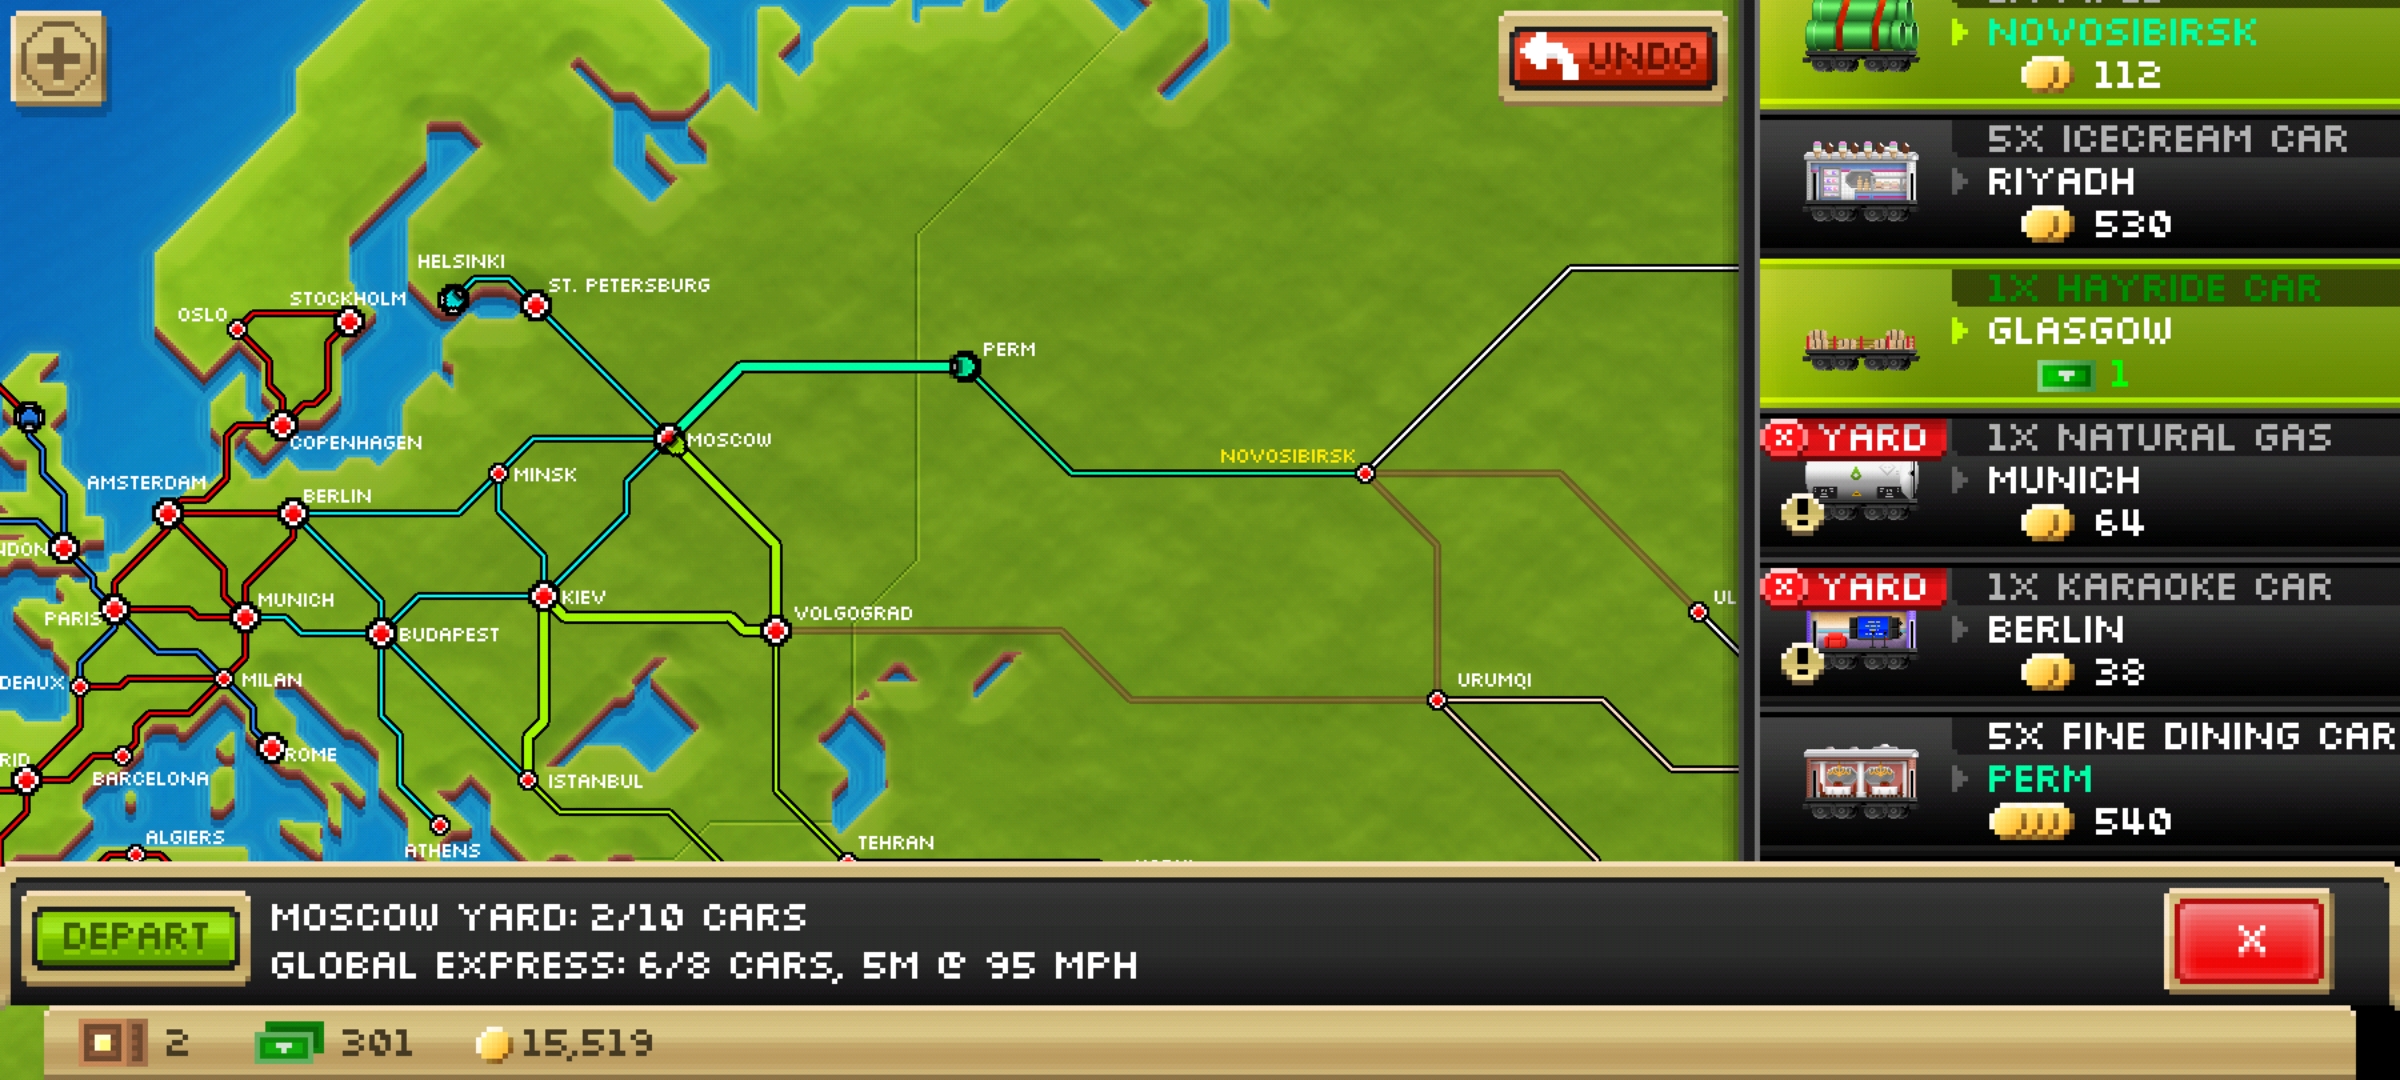 UNDO
NOVOSIBIRSK
112
5X ICECREAM CAR
RIYADH
530
1X HAYRIDE CAR
GLASGOW
1
YARD
1X NATURAL GAS
MUNICH
64
YARD
1X KARAOKE CAR
BERLIN
38
5X FINE DINING CAR
PERM
540
HELSINKI
ST. PETERSBURG
STOCKHOLM
OSLO
PERM
COPENHAGEN
MOSCOW
NOVOSIBIRSK
MINSK
AMSTERDAM
BERLIN
NDON
UL
KIEV
MUNICH
PARIS
VOLGOGRAD
BUDAPEST
DEAUX
MILAN
URUMQI
ROME
RID
BARCELONA
ISTANBUL
ALGIERS
ATHENS
TEHRAN
DEPART
MOSCOW YARD: 2/10 CARS
GLOBAL EXPRESS: 6/8 CARS, 5M @ 95 MPH
X
2
301
15,519